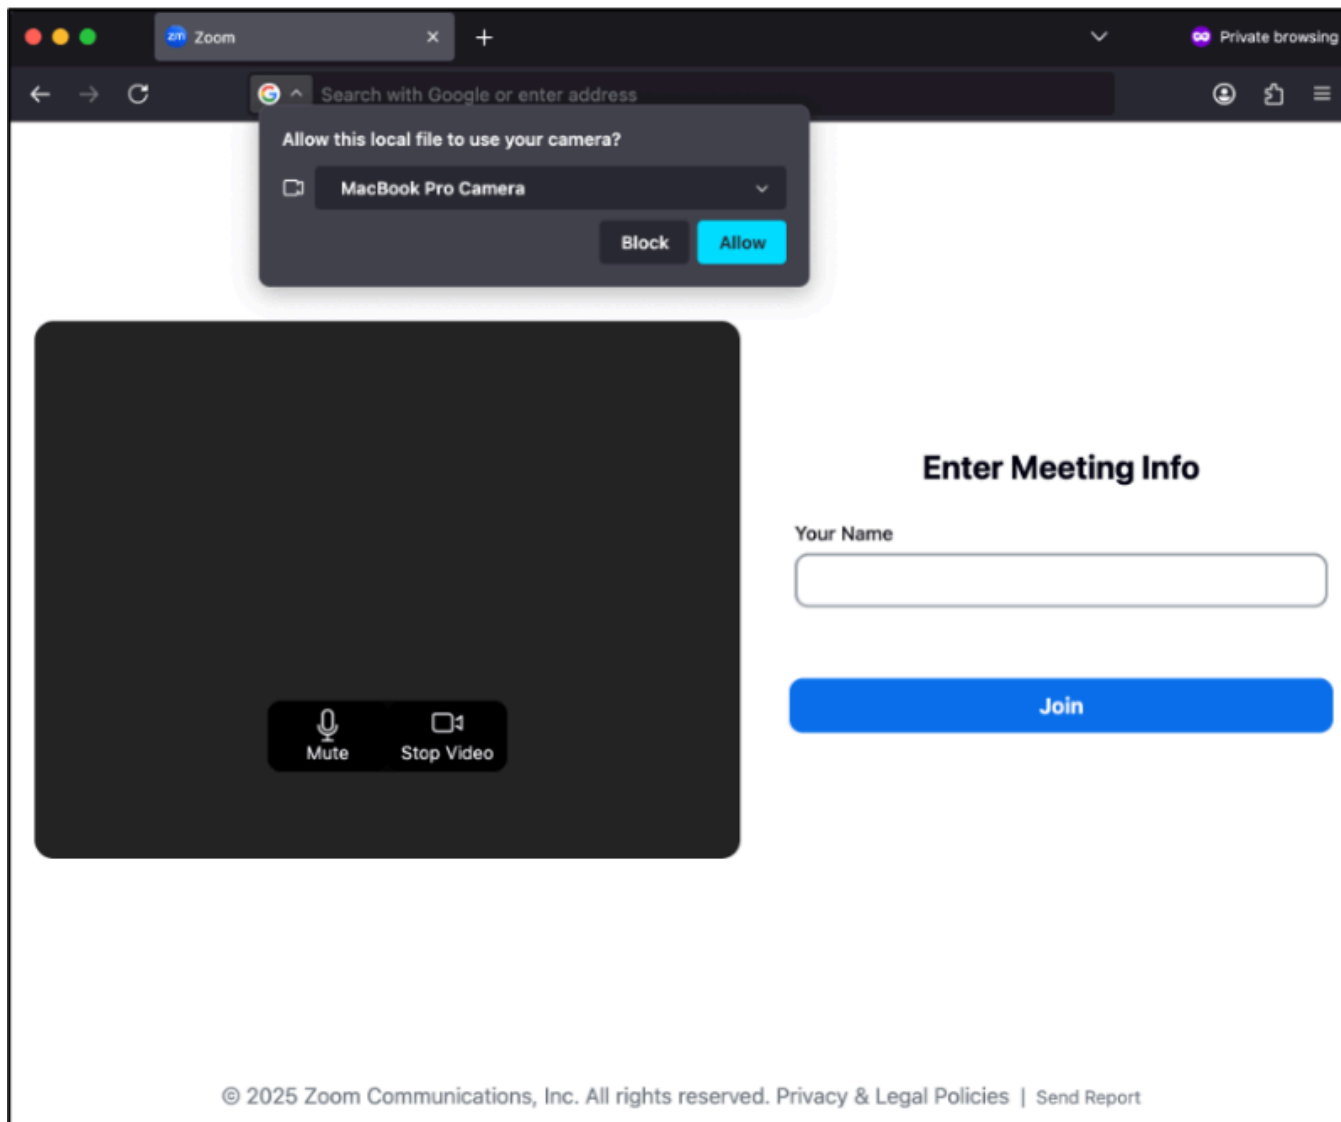 zm Zoom
Private browsing
Search with Google or enter address
Allow this local file to use your camera?
MacBook Pro Camera
Block Allow
Enter Meeting Info
Your Name
Join
Mute Stop Video
© 2025 Zoom Communications, Inc. All rights reserved. Privacy & Legal Policies | Send Report